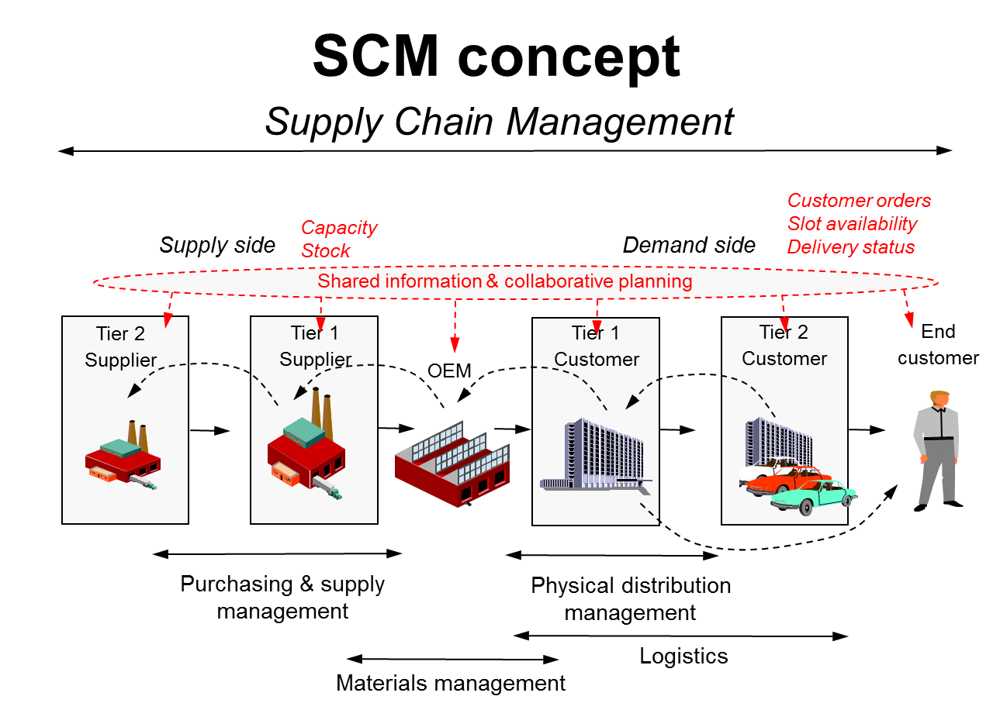 SCM concept
Supply Chain Management
Customer orders
Slot availability
Delivery status
Supply side
Capacity
Stock
Demand side
Shared information & collaborative planning
Tier 2
Supplier
Tier 1
Supplier
OEM
Tier 1
Customer
Tier 2
Customer
End
customer
Purchasing & supply
management
Physical distribution
management
Logistics
Materials management